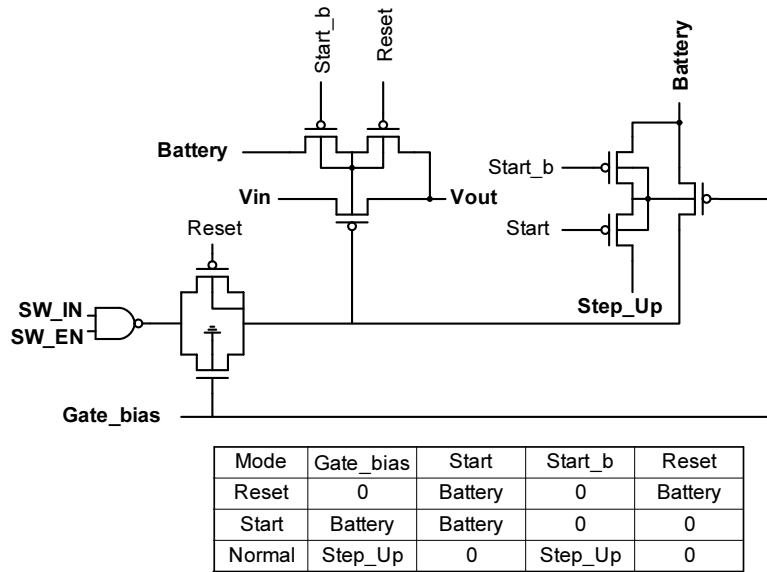 Start_b
Reset
Battery
Battery
Start_b
Vin
Vout
Reset
Start
SW_IN
SW_EN
Step_Up
Gate_bias
Mode Gate_bias Start Start_b Reset
Reset 0 Battery 0 Battery
Start Battery Battery 0 0
Normal Step_Up 0 Step_Up 0